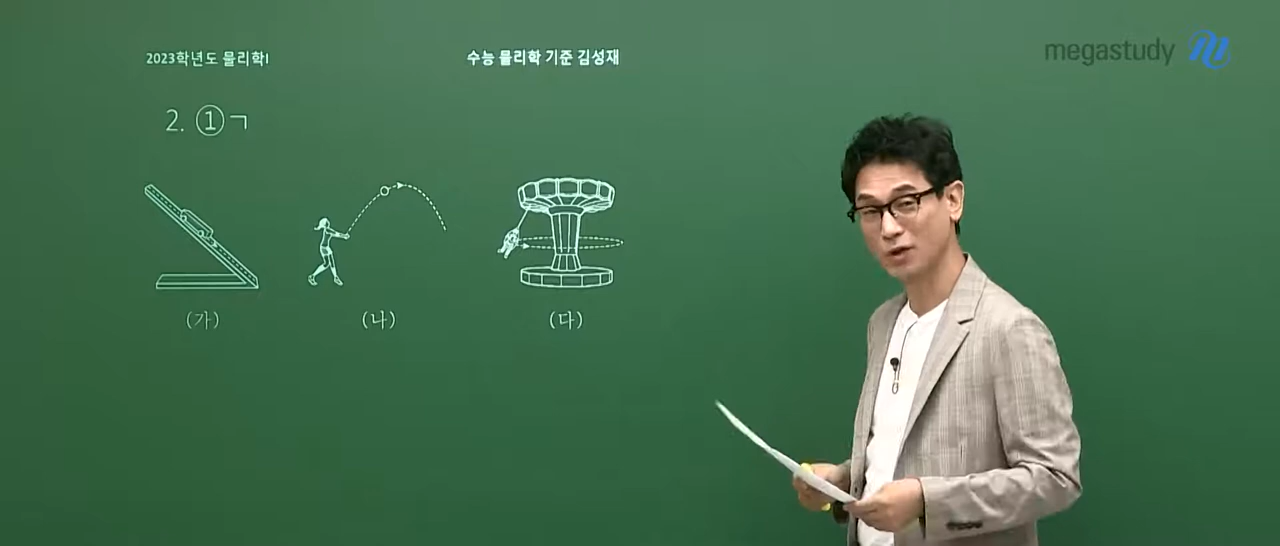 2023학년도 물리학I
수능 물리학 기준 김성재
megastudy
2. ①ㄱ
(가)
(나)
(다)